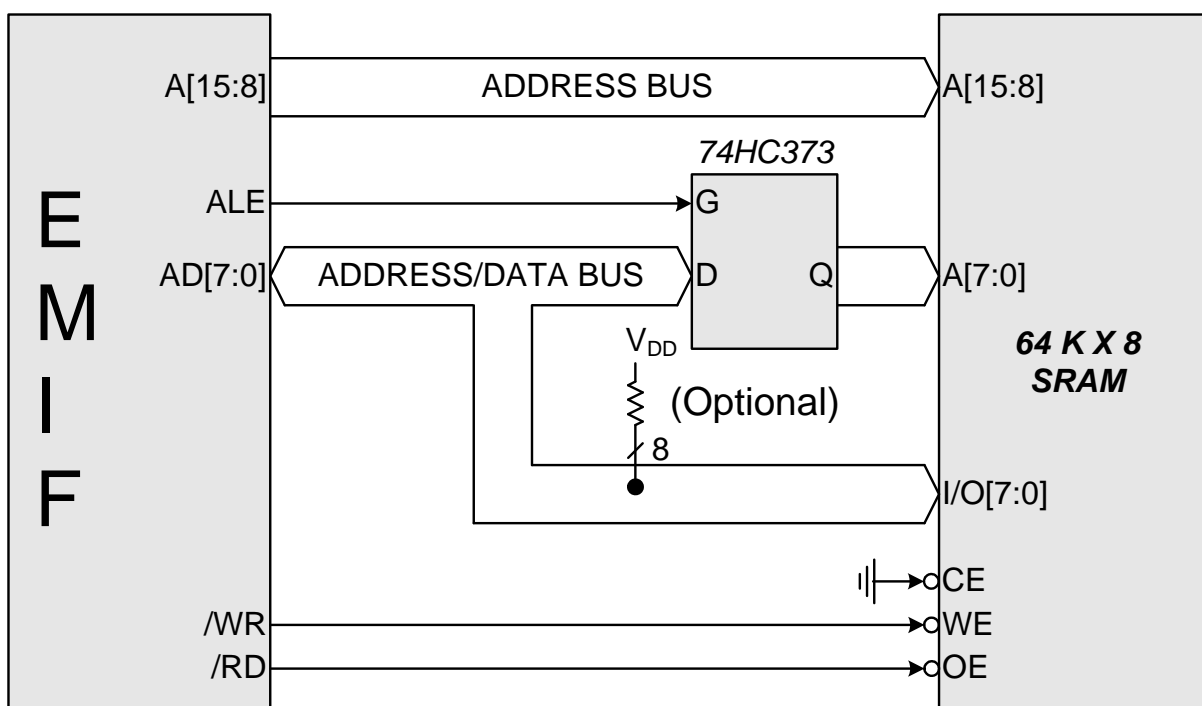 A[15:8]
ADDRESS BUS
A[15:8]
74HC373
ALE
G
AD[7:0]
ADDRESS/DATA BUS
D
Q
A[7:0]
E
M
I
F
VDD
(Optional)
8
64 K X 8
SRAM
I/O[7:0]
CE
/WR
WE
/RD
OE